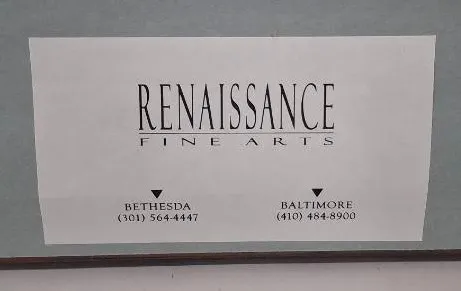 RENAISSANCE
FINE ARTS
BETHESDA BALTIMORE
(301) 564-4447 (410) 484-8900